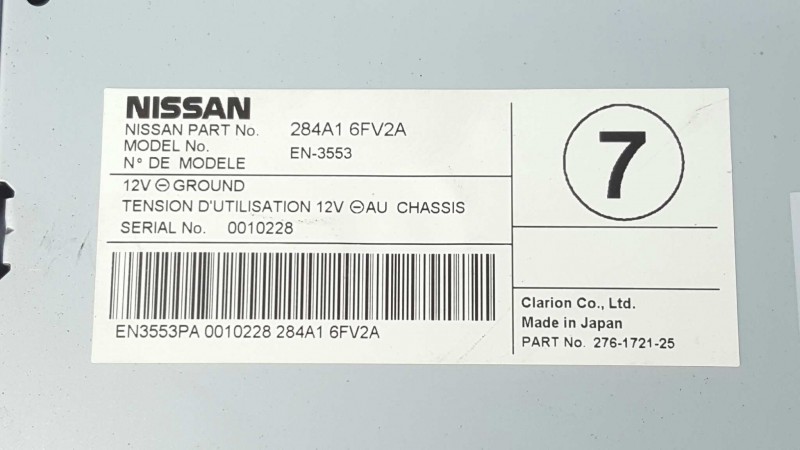 NISSAN
NISSAN PART No. 284A1 6FV2A
MODEL No.
N° DE MODELE EN-3553
12V ⊖ GROUND
TENSION D'UTILISATION 12V ⊖ AU CHASSIS
SERIAL No. 0010228
EN3553PA 0010228 284A1 6FV2A
7
Clarion Co., Ltd.
Made in Japan
PART No. 276-1721-25